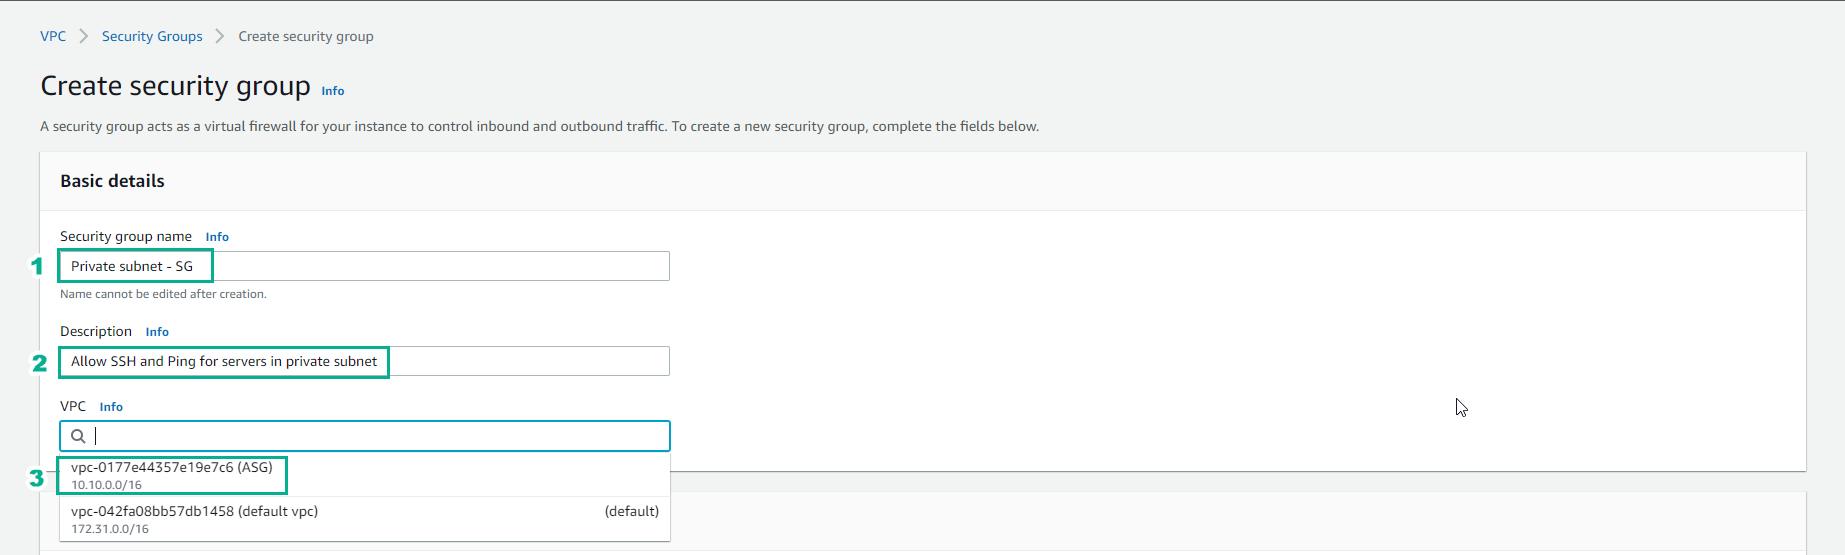 VPC > Security Groups > Create security group
Create security group Info
A security group acts as a virtual firewall for your instance to control inbound and outbound traffic. To create a new security group, complete the fields below.
Basic details
Security group name Info
1 Private subnet - SG
Name cannot be edited after creation.
Description Info
2 Allow SSH and Ping for servers in private subnet
VPC Info
3 vpc-0177e44357e19e7c6 (ASG)
10.10.0.0/16
vpc-042fa08bb57db1458 (default vpc) (default)
172.31.0.0/16